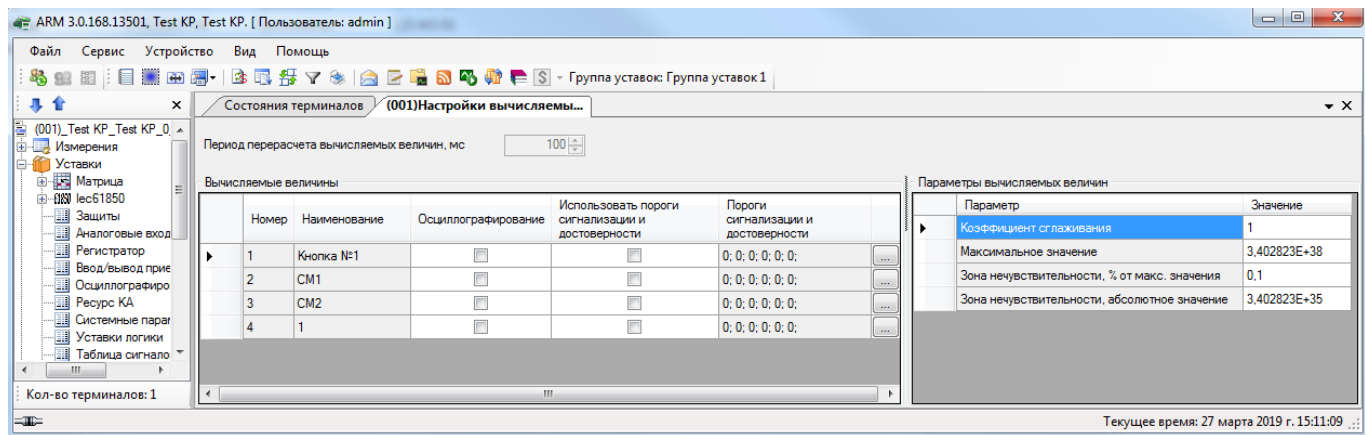 ARM 3.0.168.13501, Test KP, Test KP. [ Пользователь: admin ]
Файл Сервис Устройство Вид Помощь
S Группа уставок: Группа уставок 1
Состояния терминалов (001)Настройки вычисляемы...
(001)_Test KP_Test KP_0
Измерения
Уставки
Матрица
Iec61850
Защиты
Аналоговые вход
Регистратор
Ввод/вывод прие
Осциллографиро
Ресурс КА
Системные парам
Уставки логики
Таблица сигнало
Кол-во терминалов: 1
Период перерасчета вычисляемых величин, мс 100
Вычисляемые величины
Номер Наименование Осциллографирование Использовать пороги сигнализации и достоверности Пороги сигнализации и достоверности
1 Кнопка №1 0; 0; 0; 0; 0; 0; ...
2 СМ1 0; 0; 0; 0; 0; 0; ...
3 СМ2 0; 0; 0; 0; 0; 0; ...
4 1 0; 0; 0; 0; 0; 0; ...
Параметры вычисляемых величин
Параметр Значение
Коэффициент сглаживания 1
Максимальное значение 3,402823E+38
Зона нечувствительности, % от макс. значения 0,1
Зона нечувствительности, абсолютное значение 3,402823E+35
Текущее время: 27 марта 2019 г. 15:11:09